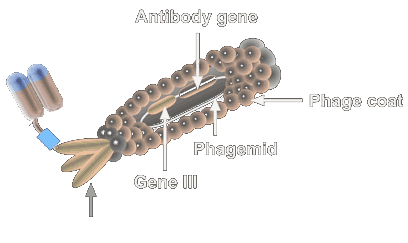 Antibody gene
Phage coat
Phagemid
Gene III